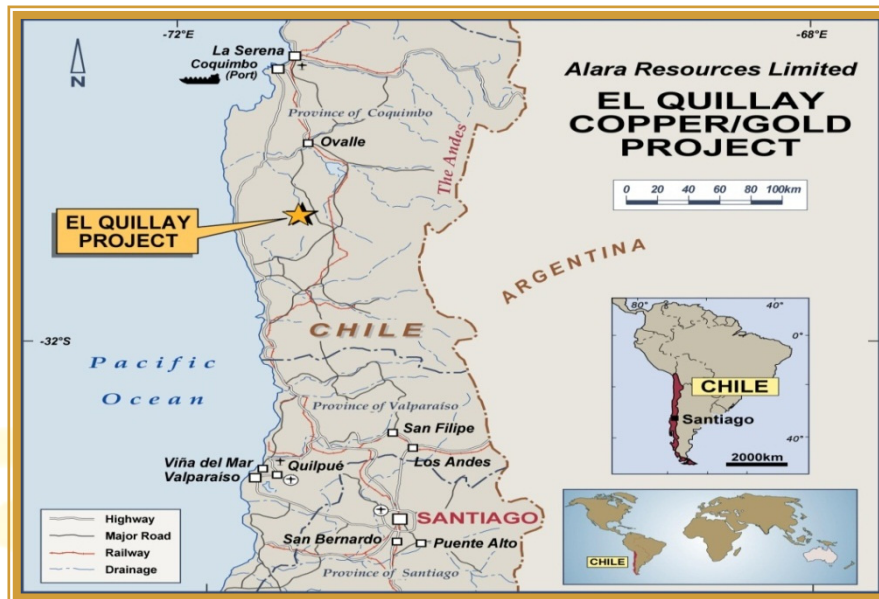 -72°E
-68°E
La Serena
Coquimbo
(Port)
N
Province of Coquimbo
Ovalle
The Andes
Alara Resources Limited
EL QUILLAY
COPPER/GOLD
PROJECT
0 20 40 60 80 100km
EL QUILLAY
PROJECT
ARGENTINA
CHILE
-32°S
Pacific
Ocean
Province of Valparaíso
San Filipe
Los Andes
Viña del Mar
Valparaiso
Quilpué
SANTIAGO
San Bernardo
Puente Alto
Province of Santiago
Highway
Major Road
Railway
Drainage
80°
40°
0°
CHILE
Santiago
40°
2000km
CHILE